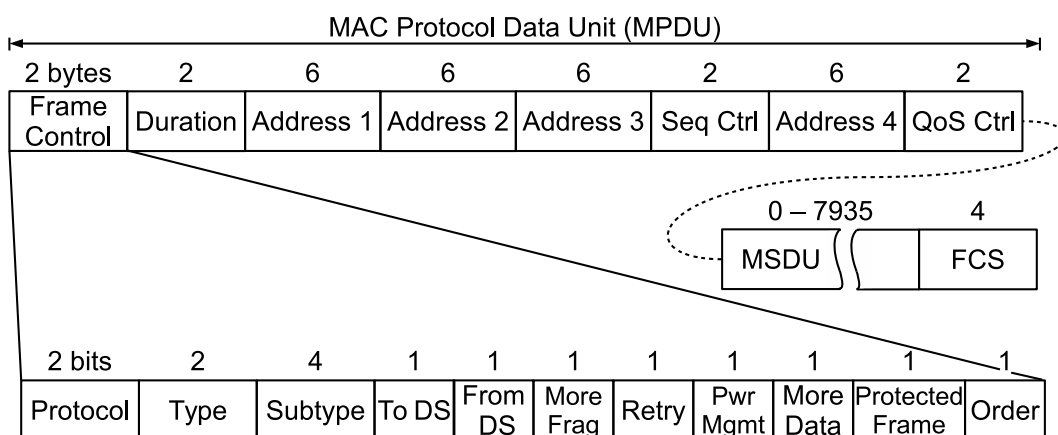 MAC Protocol Data Unit (MPDU)
2 bytes 2 6 6 6 2 6 2
Frame Control Duration Address 1 Address 2 Address 3 Seq Ctrl Address 4 QoS Ctrl
0 – 7935 4
MSDU FCS
2 bits 2 4 1 1 1 1 1 1 1 1
Protocol Type Subtype To DS From DS More Frag Retry Pwr Mgmt More Data Protected Frame Order